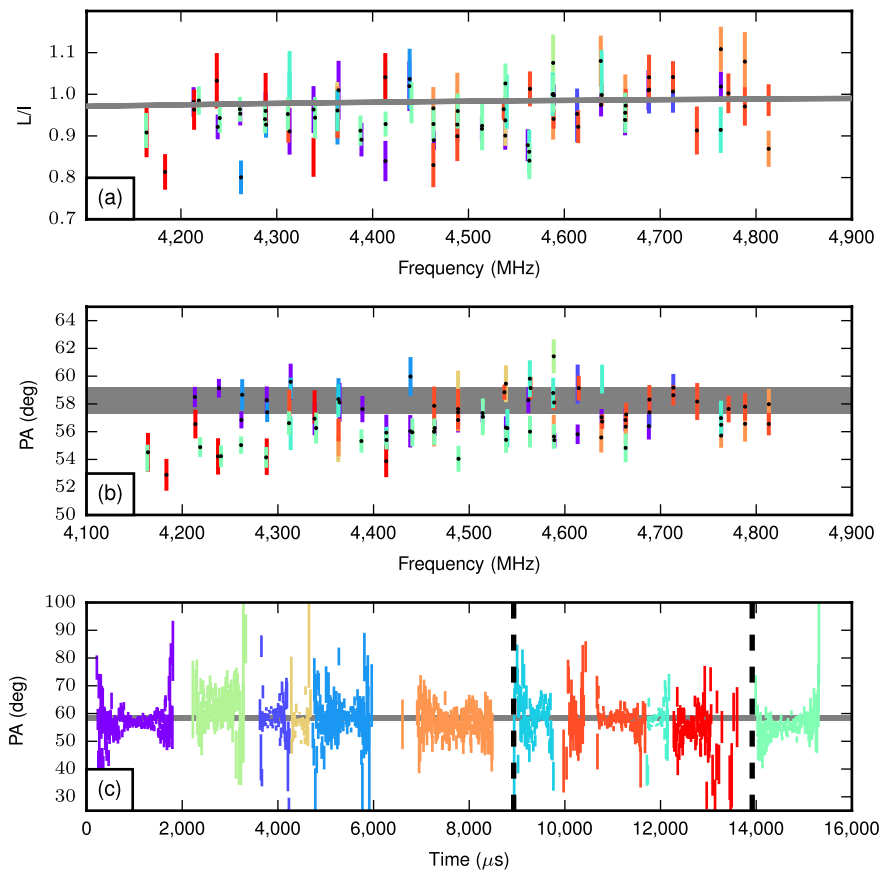 1.1
1.0
0.9
0.8
0.7
L/I
(a)
4,200 4,300 4,400 4,500 4,600 4,700 4,800 4,900
Frequency (MHz)
64
62
60
58
56
54
52
50
PA (deg)
(b)
4,100 4,200 4,300 4,400 4,500 4,600 4,700 4,800 4,900
Frequency (MHz)
100
90
80
70
60
50
40
30
PA (deg)
(c)
0 2,000 4,000 6,000 8,000 10,000 12,000 14,000 16,000
Time (μs)